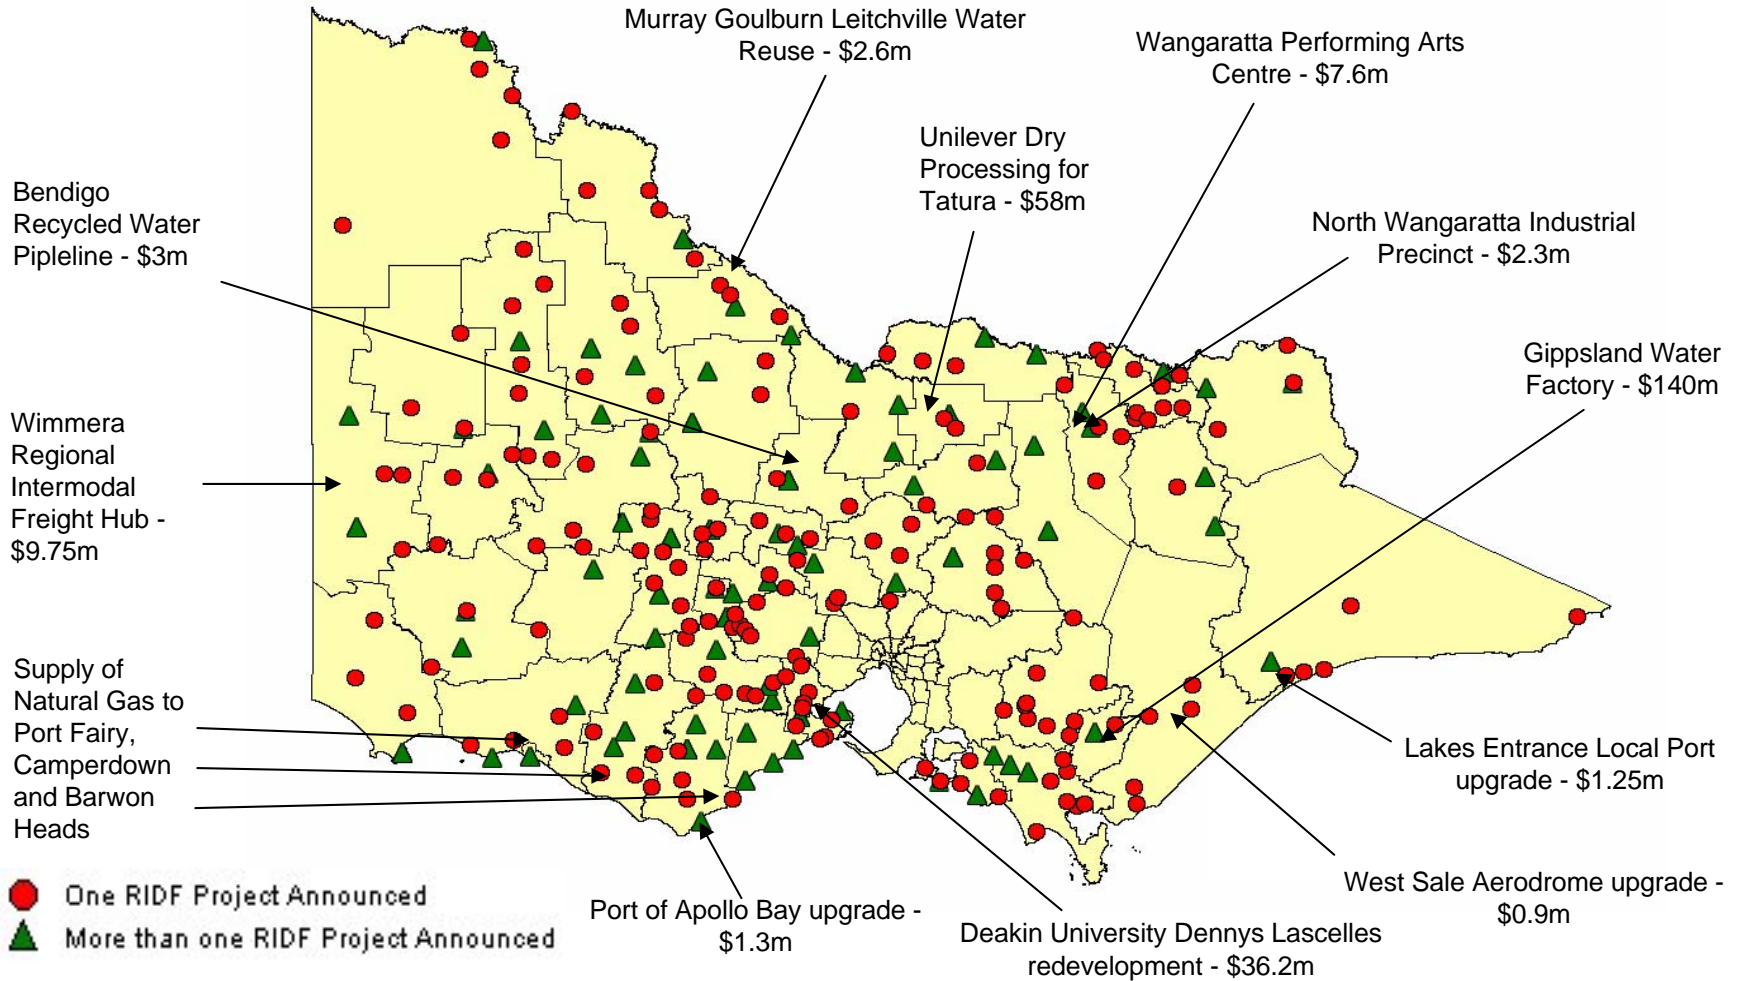 Murray Goulburn Leitchville Water
Reuse - $2.6m
Wangaratta Performing Arts
Centre - $7.6m
Unilever Dry
Processing for
Tatura - $58m
Bendigo
Recycled Water
Pipleline - $3m
North Wangaratta Industrial
Precinct - $2.3m
Gippsland Water
Factory - $140m
Wimmera
Regional
Intermodal
Freight Hub -
$9.75m
Supply of
Natural Gas to
Port Fairy,
Camperdown
and Barwon
Heads
Lakes Entrance Local Port
upgrade - $1.25m
West Sale Aerodrome upgrade -
$0.9m
Port of Apollo Bay upgrade -
$1.3m
Deakin University Dennys Lascelles
redevelopment - $36.2m
One RIDF Project Announced
More than one RIDF Project Announced